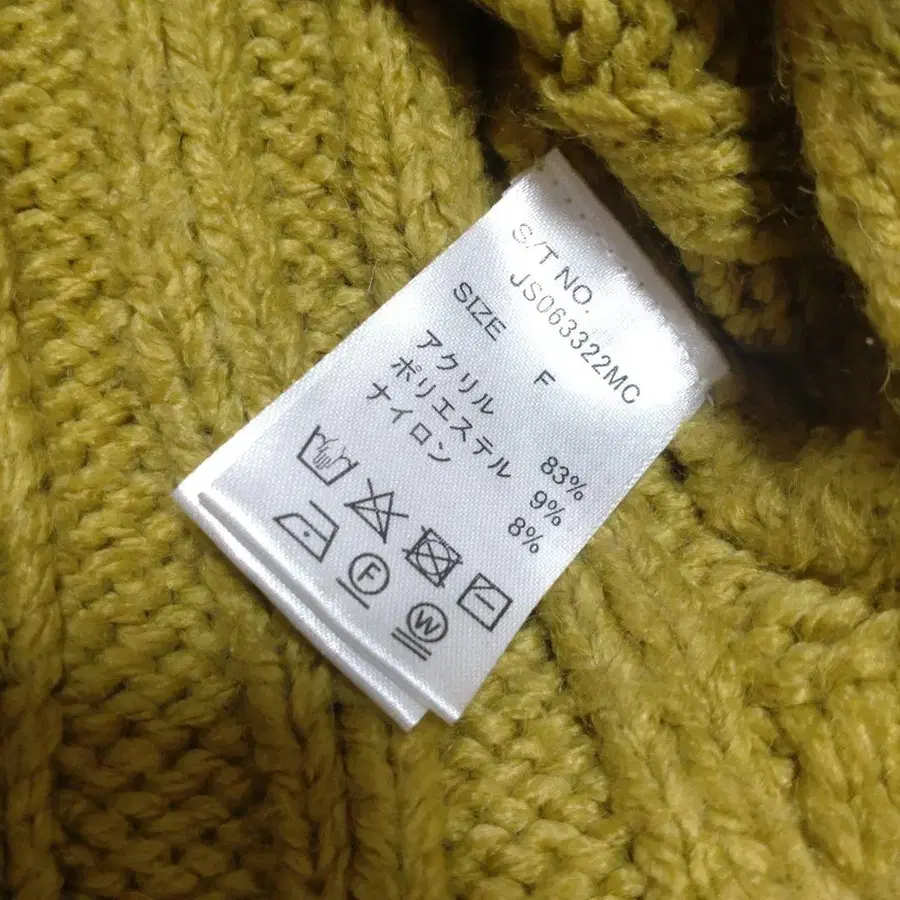 S/T NO.
JS063322MC
SIZE F
アクリル 83%
ポリエステル 9%
ナイロン 8%
F
W